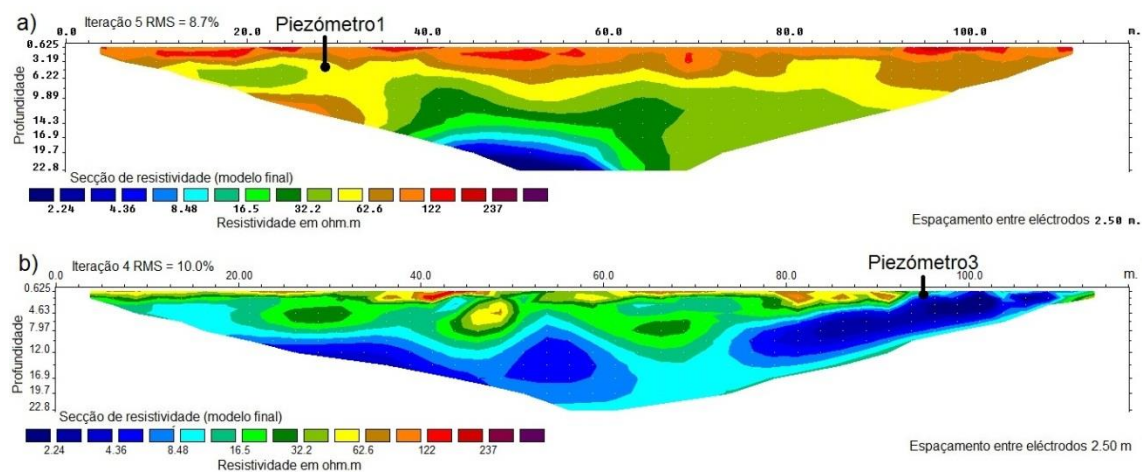 a) Iteração 5 RMS = 8.7% Piezómetro1
0.0 20.0 40.0 60.0 80.0 100.0 m.
Profundidade
0.625
3.19
6.22
9.89
14.3
16.9
19.7
22.8
Secção de resistividade (modelo final)
2.24 4.36 8.48 16.5 32.2 62.6 122 237
Resistividade em ohm.m
Espaçamento entre eléctrodos 2.50 m.
b) Iteração 4 RMS = 10.0% Piezómetro3
0.0 20.00 40.0 60.0 80.0 100.0 m.
Profundidade
0.625
4.63
7.97
12.0
16.9
19.7
22.8
Secção de resistividade (modelo final)
2.24 4.36 8.48 16.5 32.2 62.6 122 237
Resistividade em ohm.m
Espaçamento entre eléctrodos 2.50 m